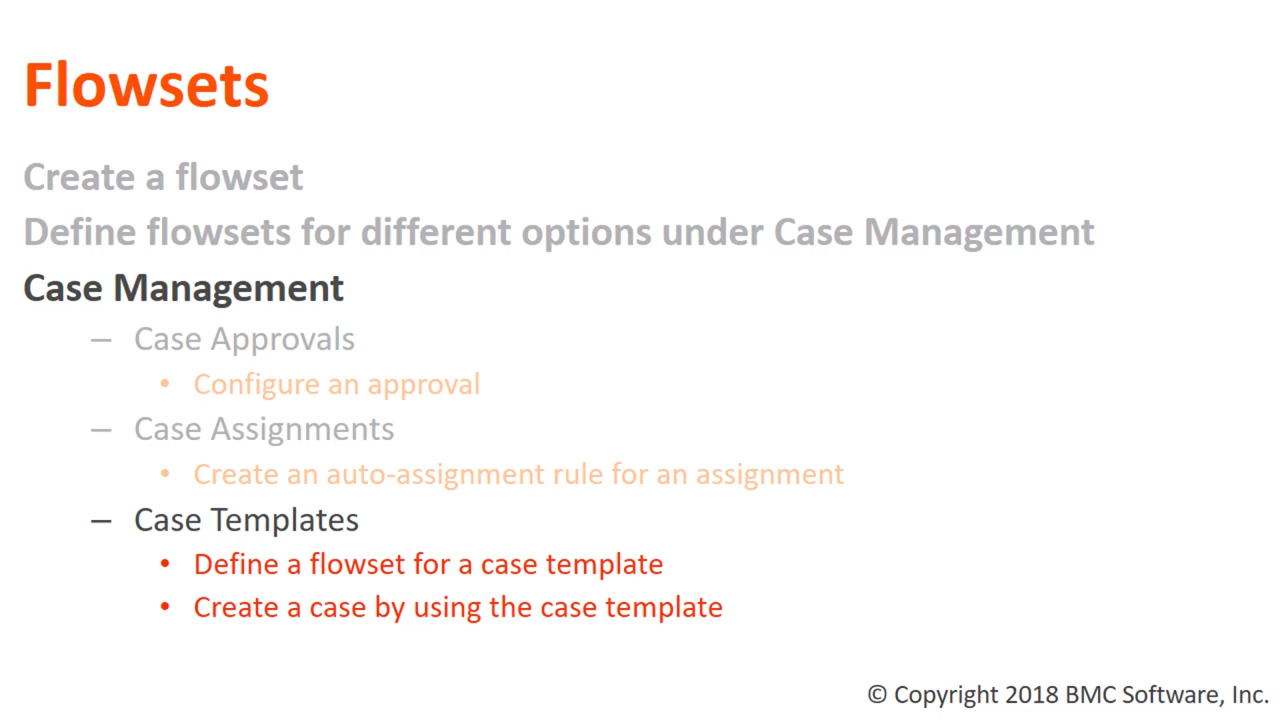 Flowsets
Create a flowset
Define flowsets for different options under Case Management
Case Management
– Case Approvals
• Configure an approval
– Case Assignments
• Create an auto-assignment rule for an assignment
– Case Templates
• Define a flowset for a case template
• Create a case by using the case template
© Copyright 2018 BMC Software, Inc.